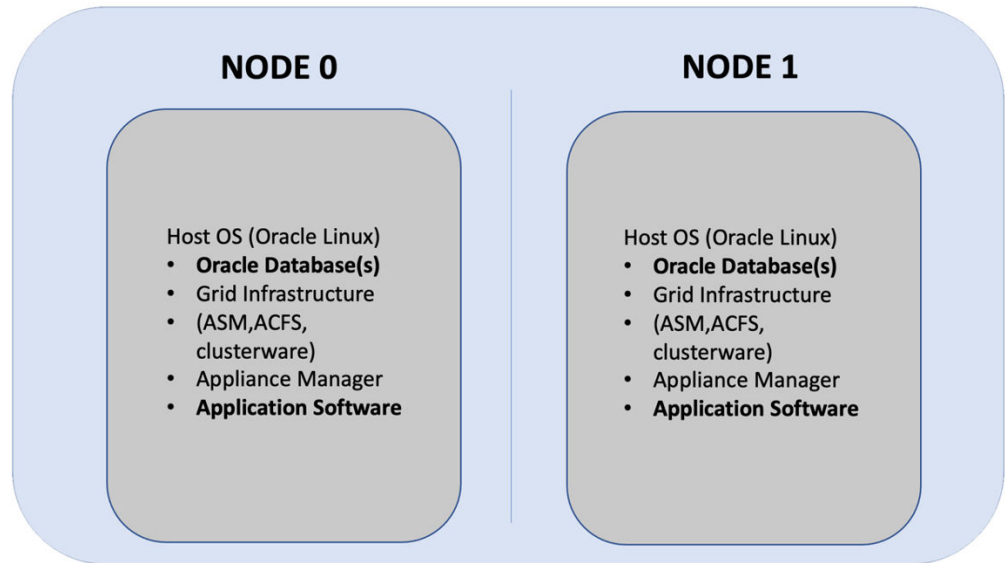 NODE 0
Host OS (Oracle Linux)
• Oracle Database(s)
• Grid Infrastructure
• (ASM,ACFS,
clusterware)
• Appliance Manager
• Application Software
NODE 1
Host OS (Oracle Linux)
• Oracle Database(s)
• Grid Infrastructure
• (ASM,ACFS,
clusterware)
• Appliance Manager
• Application Software